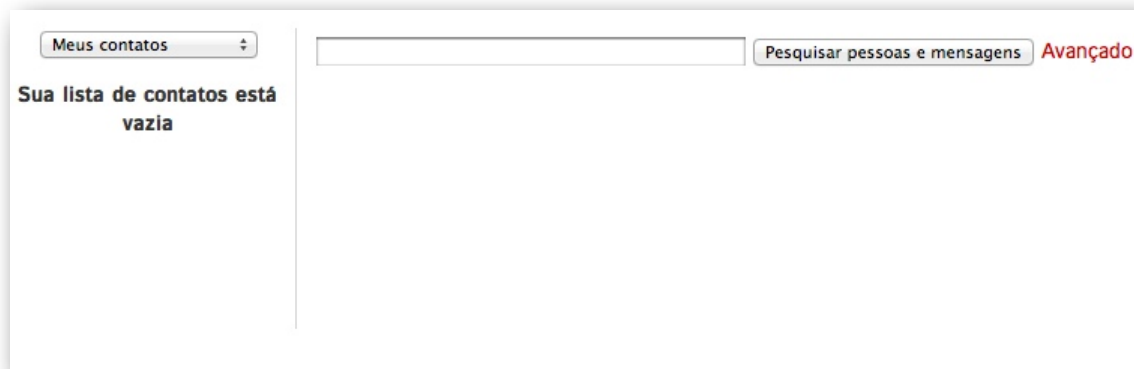 Meus contatos
Pesquisar pessoas e mensagens Avançado
Sua lista de contatos está
vazia